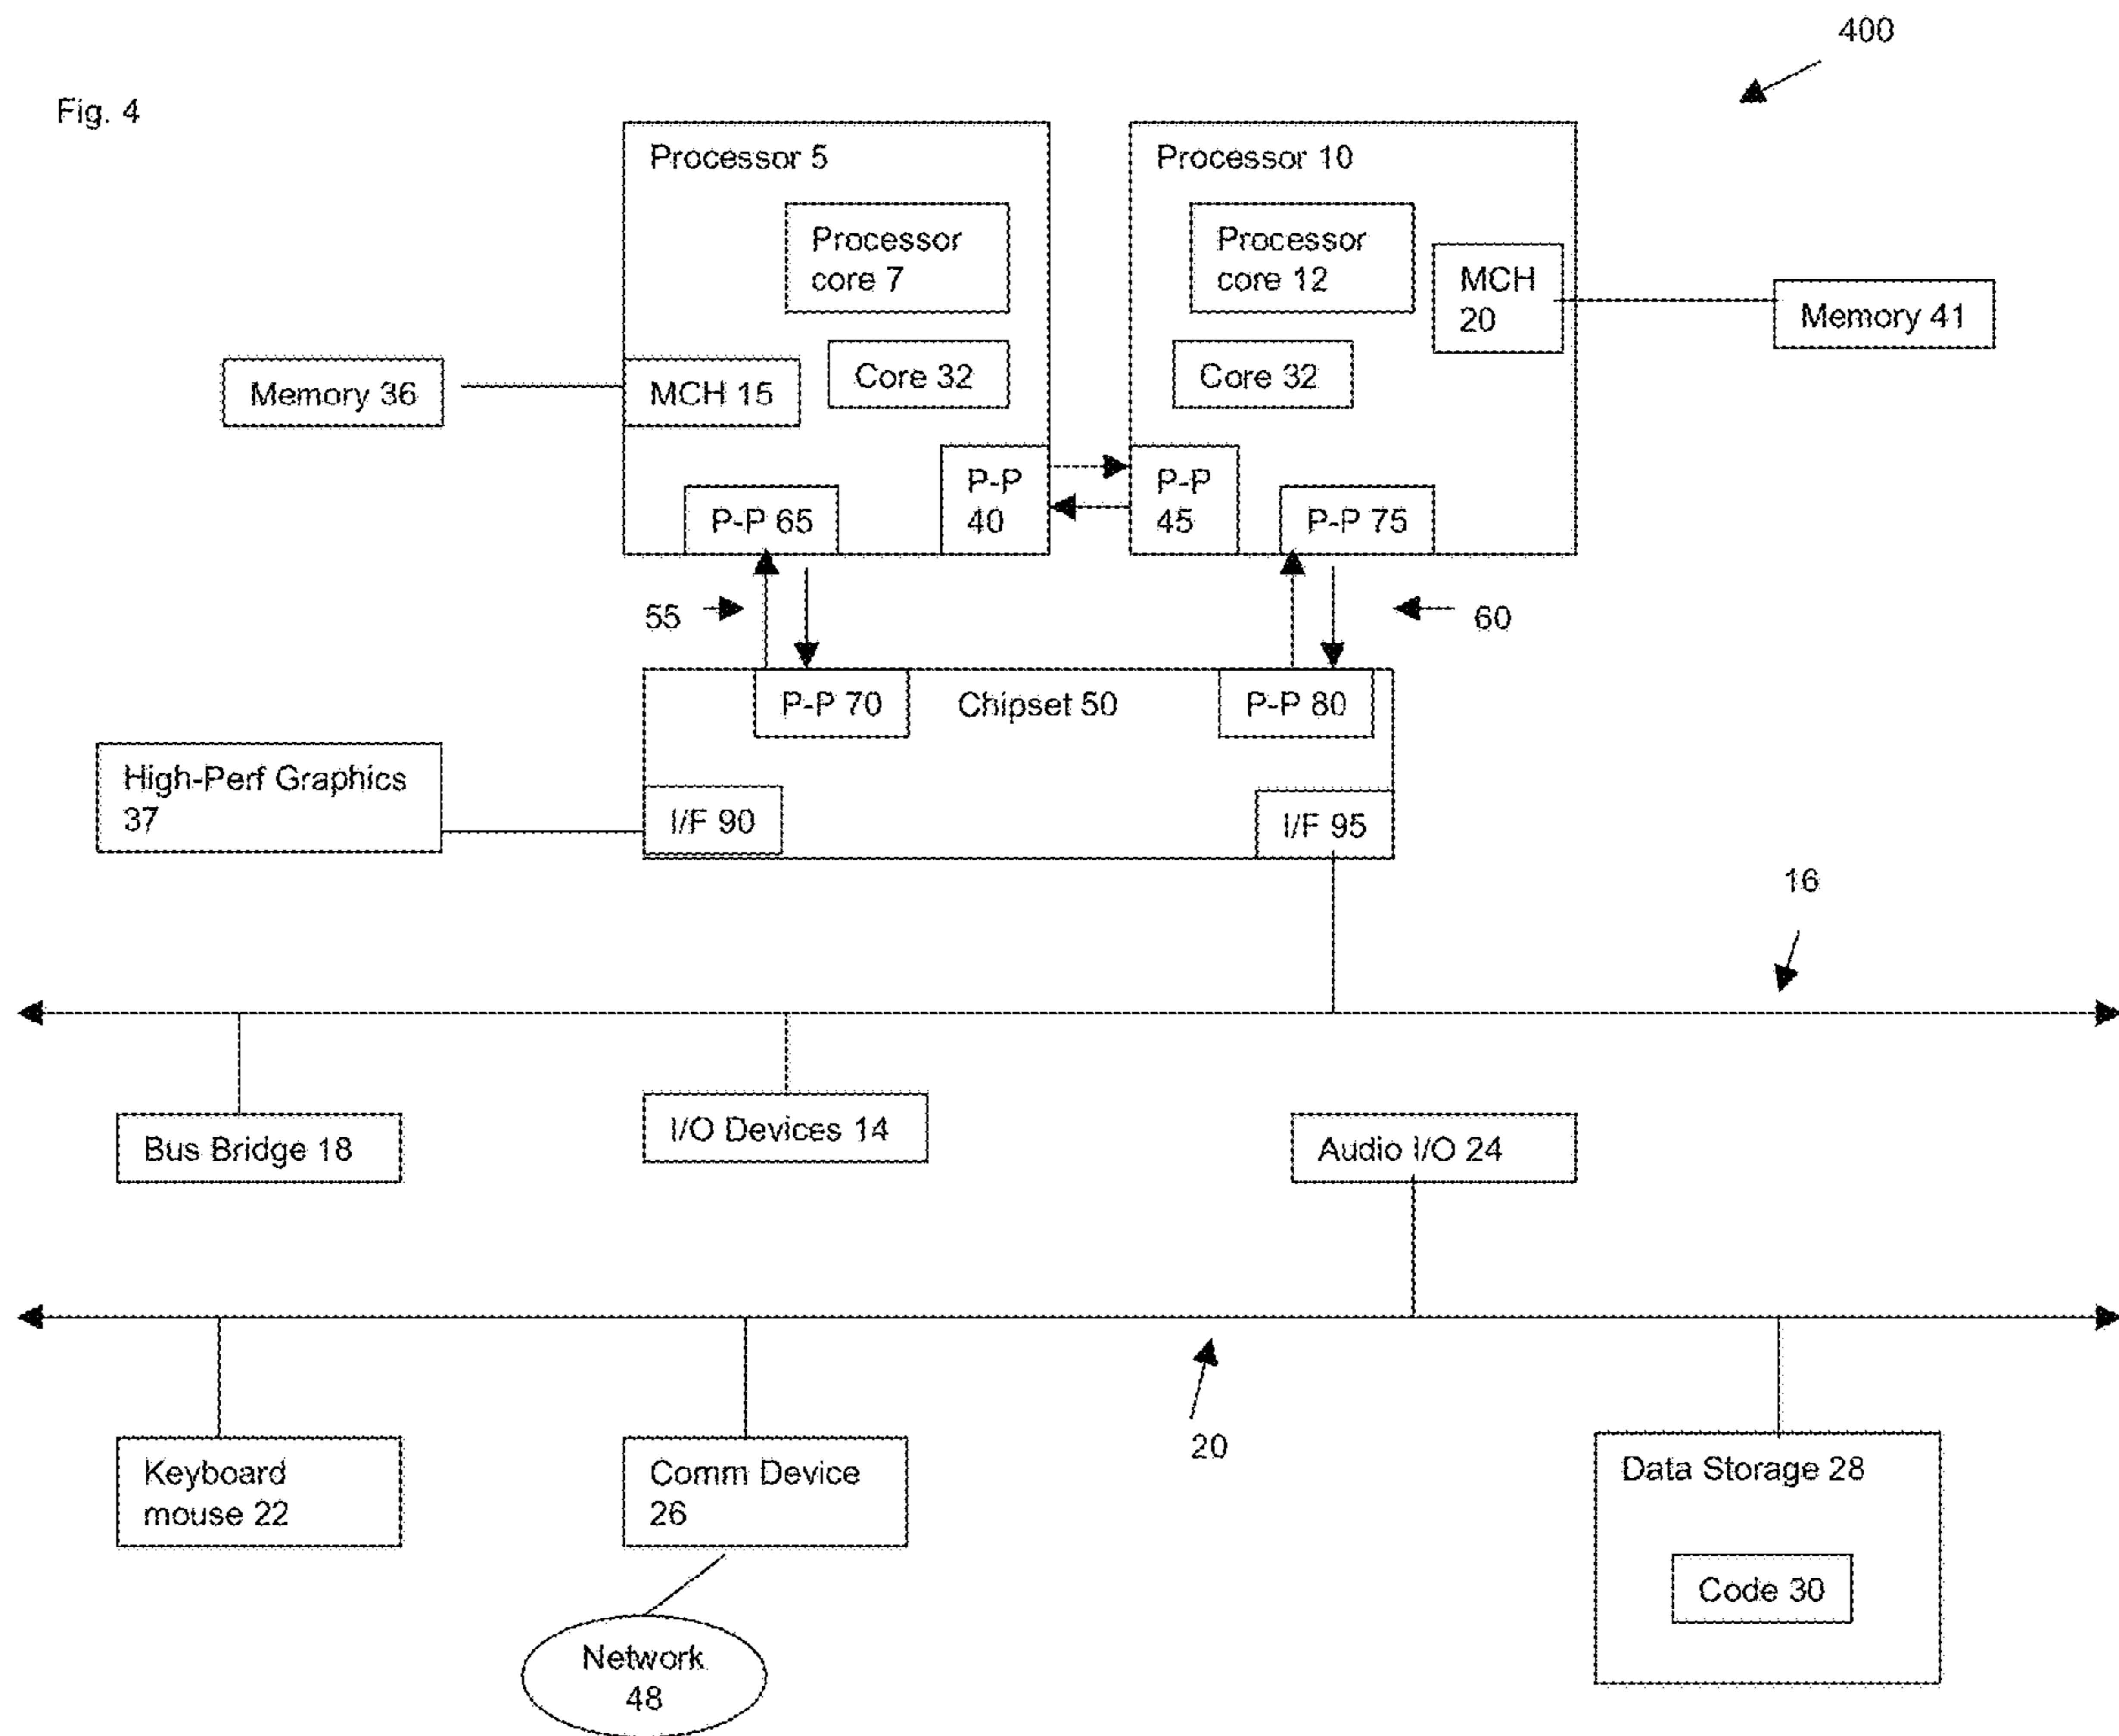 400
Fig. 4
Processor 5
Processor 10
Processor
core 7
Processor
core 12
MCH
20
Memory 41
Core 32
Core 32
Memory 36
MCH 15
P-P
40
P-P
45
P-P 65
P-P 75
55
60
P-P 70
Chipset 50
P-P 80
High-Perf Graphics
37
I/F 90
I/F 95
16
Bus Bridge 18
I/O Devices 14
Audio I/O 24
20
Keyboard
mouse 22
Comm Device
26
Data Storage 28
Code 30
Network
48